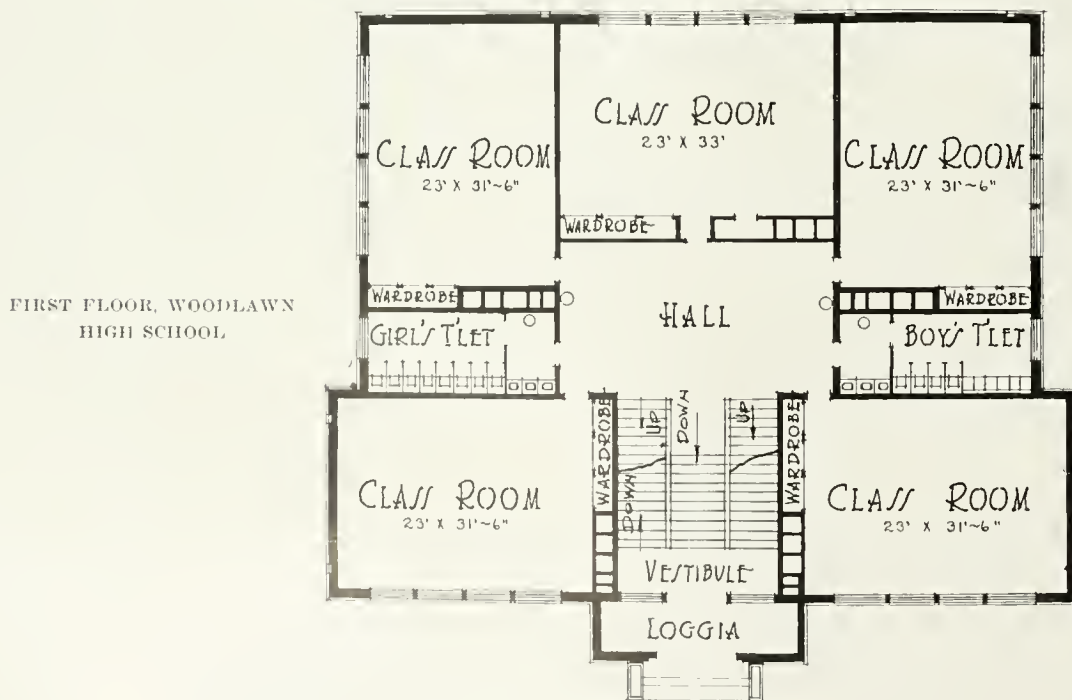 FIRST FLOOR, WOODLAWN
HIGH SCHOOL
CLASS ROOM
23' X 31'~6"
CLASS ROOM
23' X 33'
CLASS ROOM
23' X 31'~6"
WARDROBE
WARDROBE
WARDROBE
GIRL'S T'LET
HALL
BOY'S T'LET
WARDROBE
UP
DOWN
UP
WARDROBE
DOWN
CLASS ROOM
23' X 31'~6"
CLASS ROOM
23' X 31'~6"
VESTIBULE
LOGGIA